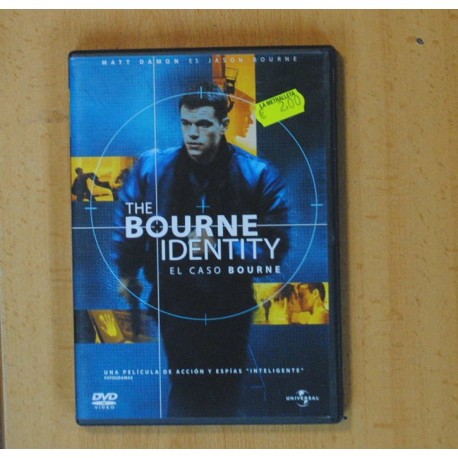 MATT DAMON ES JASON BOURNE
LA METRALLETA
€ 2.00
THE
BOURNE
IDENTITY
EL CASO BOURNE
UNA PELÍCULA DE ACCIÓN Y ESPÍAS "INTELIGENTE"
FOTOGRAMAS
DVD
VIDEO
UNIVERSAL